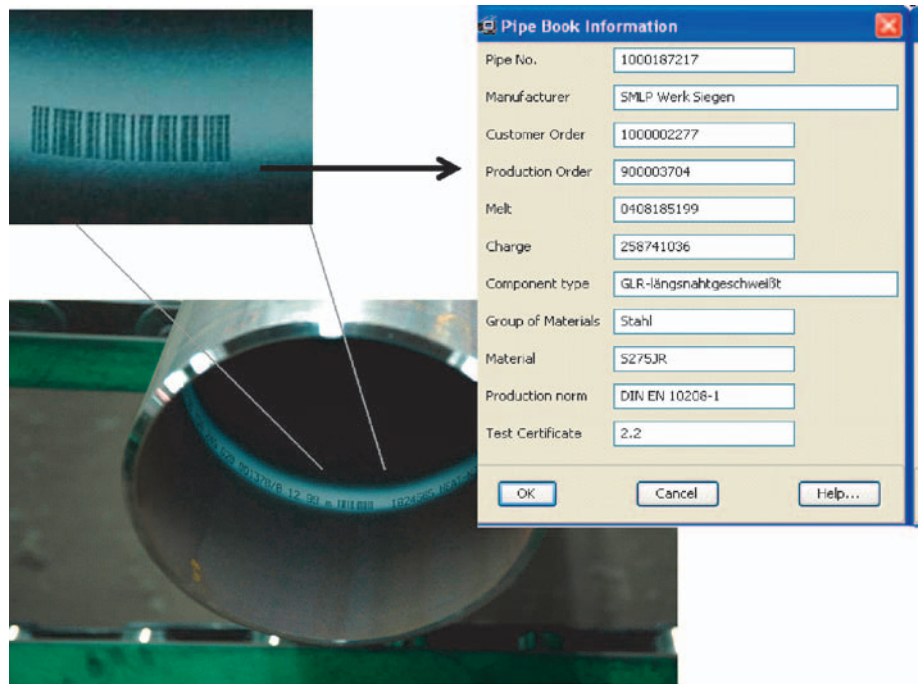 Pipe Book Information
Pipe No. 1000187217
Manufacturer SMLP Werk Siegen
Customer Order 1000002277
Production Order 900003704
Melt 0408185199
Charge 258741036
Component type GLR-längsnahtgeschweißt
Group of Materials Stahl
Material S275JR
Production norm DIN EN 10208-1
Test Certificate 2.2
OK Cancel Help...
12.99 m